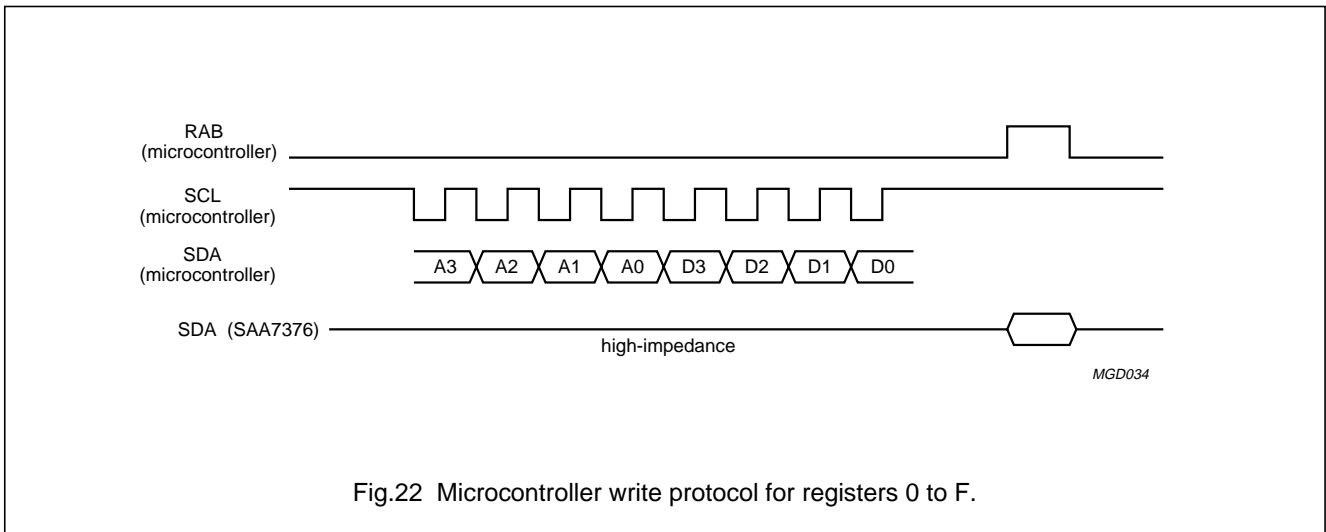 RAB
(microcontroller)
SCL
(microcontroller)
SDA
(microcontroller)
A3 A2 A1 A0 D3 D2 D1 D0
SDA (SAA7376)
high-impedance
MGD034
Fig.22 Microcontroller write protocol for registers 0 to F.